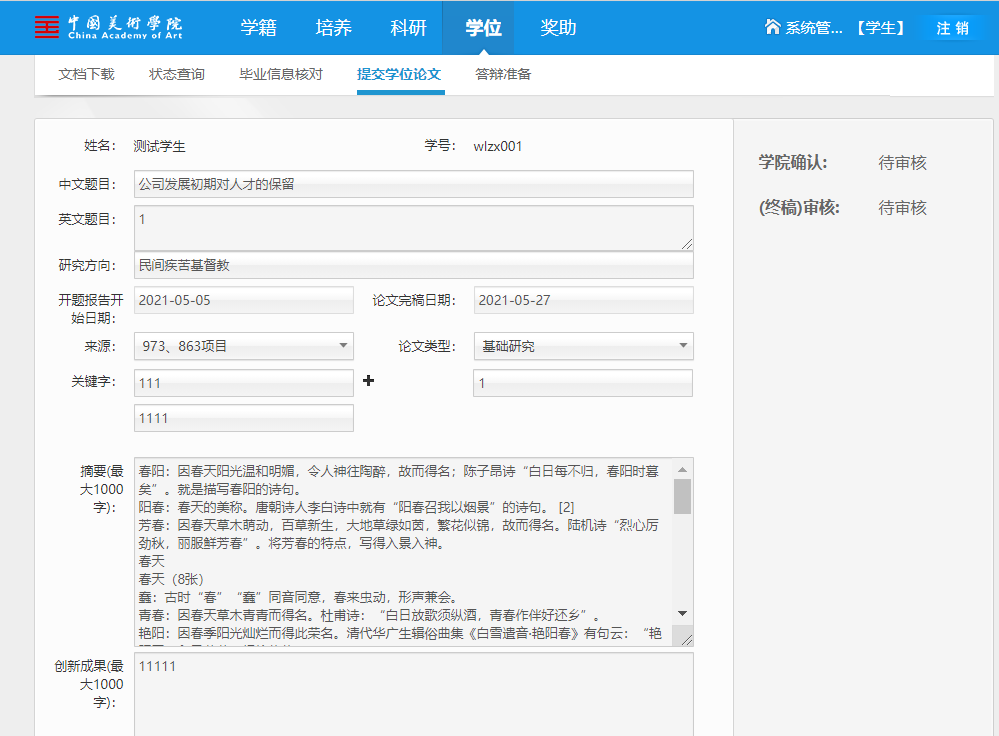 中國美術學院
China Academy of Art
学籍 培养 科研 学位 奖助
系统管... 【学生】 注 销
文档下载 状态查询 毕业信息核对 提交学位论文 答辩准备
姓名: 测试学生 学号: wlzx001
中文题目: 公司发展初期对人才的保留
英文题目: 1
研究方向: 民间疾苦基督教
开题报告开始日期: 2021-05-05 论文完稿日期: 2021-05-27
来源: 973、863项目 论文类型: 基础研究
关键字: 111 1
1111
摘要(最
大1000
字):
春阳：因春天阳光温和明媚，令人神往陶醉，故而得名；陈子昂诗“白日每不归，春阳时暮
矣”。就是描写春阳的诗句。
阳春：春天的美称。唐朝诗人李白诗中就有“阳春召我以烟景”的诗句。 [2]
芳春：因春天草木萌动，百草新生，大地草绿如茵，繁花似锦，故而得名。陆机诗“烈心厉
劲秋，丽服鲜芳春”。将芳春的特点，写得入景入神。
春天
春天（8张）
蠢：古时“春”“蠢”同音同意，春来虫动，形声兼会。
青春：因春天草木青青而得名。杜甫诗：“白日放歌须纵酒，青春作伴好还乡”。
艳阳：因春季阳光灿烂而得此荣名。清代华广生辑俗曲集《白雪遗音·艳阳春》有句云：“艳
创新成果(最
大1000
字):
11111
学院确认: 待审核
(终稿)审核: 待审核